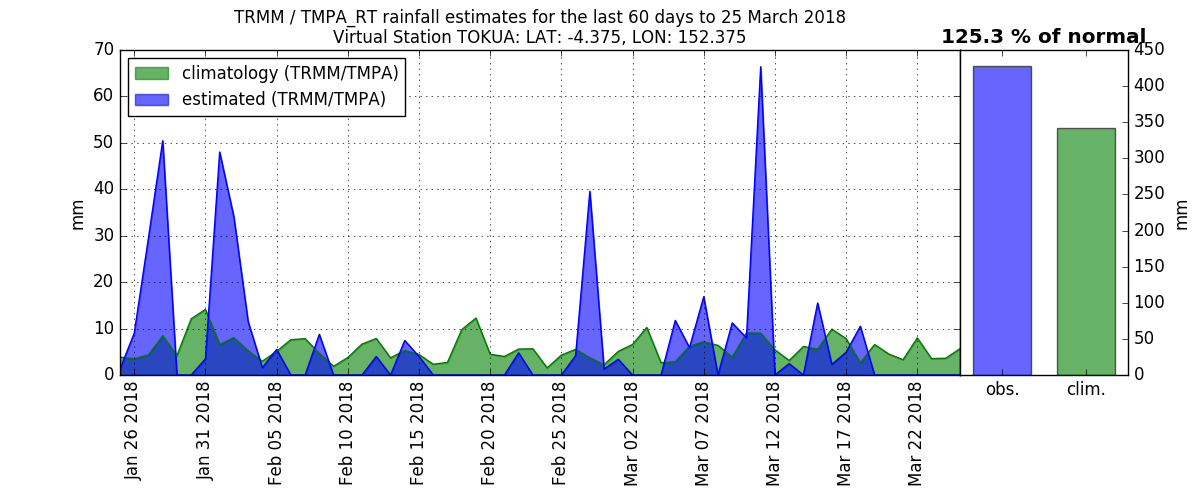 TRMM / TMPA_RT rainfall estimates for the last 60 days to 25 March 2018
Virtual Station TOKUA: LAT: -4.375, LON: 152.375
125.3 % of normal
climatology (TRMM/TMPA)
estimated (TRMM/TMPA)
70
60
50
40
30
20
10
0
mm
Jan 26 2018
Jan 31 2018
Feb 05 2018
Feb 10 2018
Feb 15 2018
Feb 20 2018
Feb 25 2018
Mar 02 2018
Mar 07 2018
Mar 12 2018
Mar 17 2018
Mar 22 2018
450
400
350
300
250
200
150
100
50
0
mm
obs.
clim.